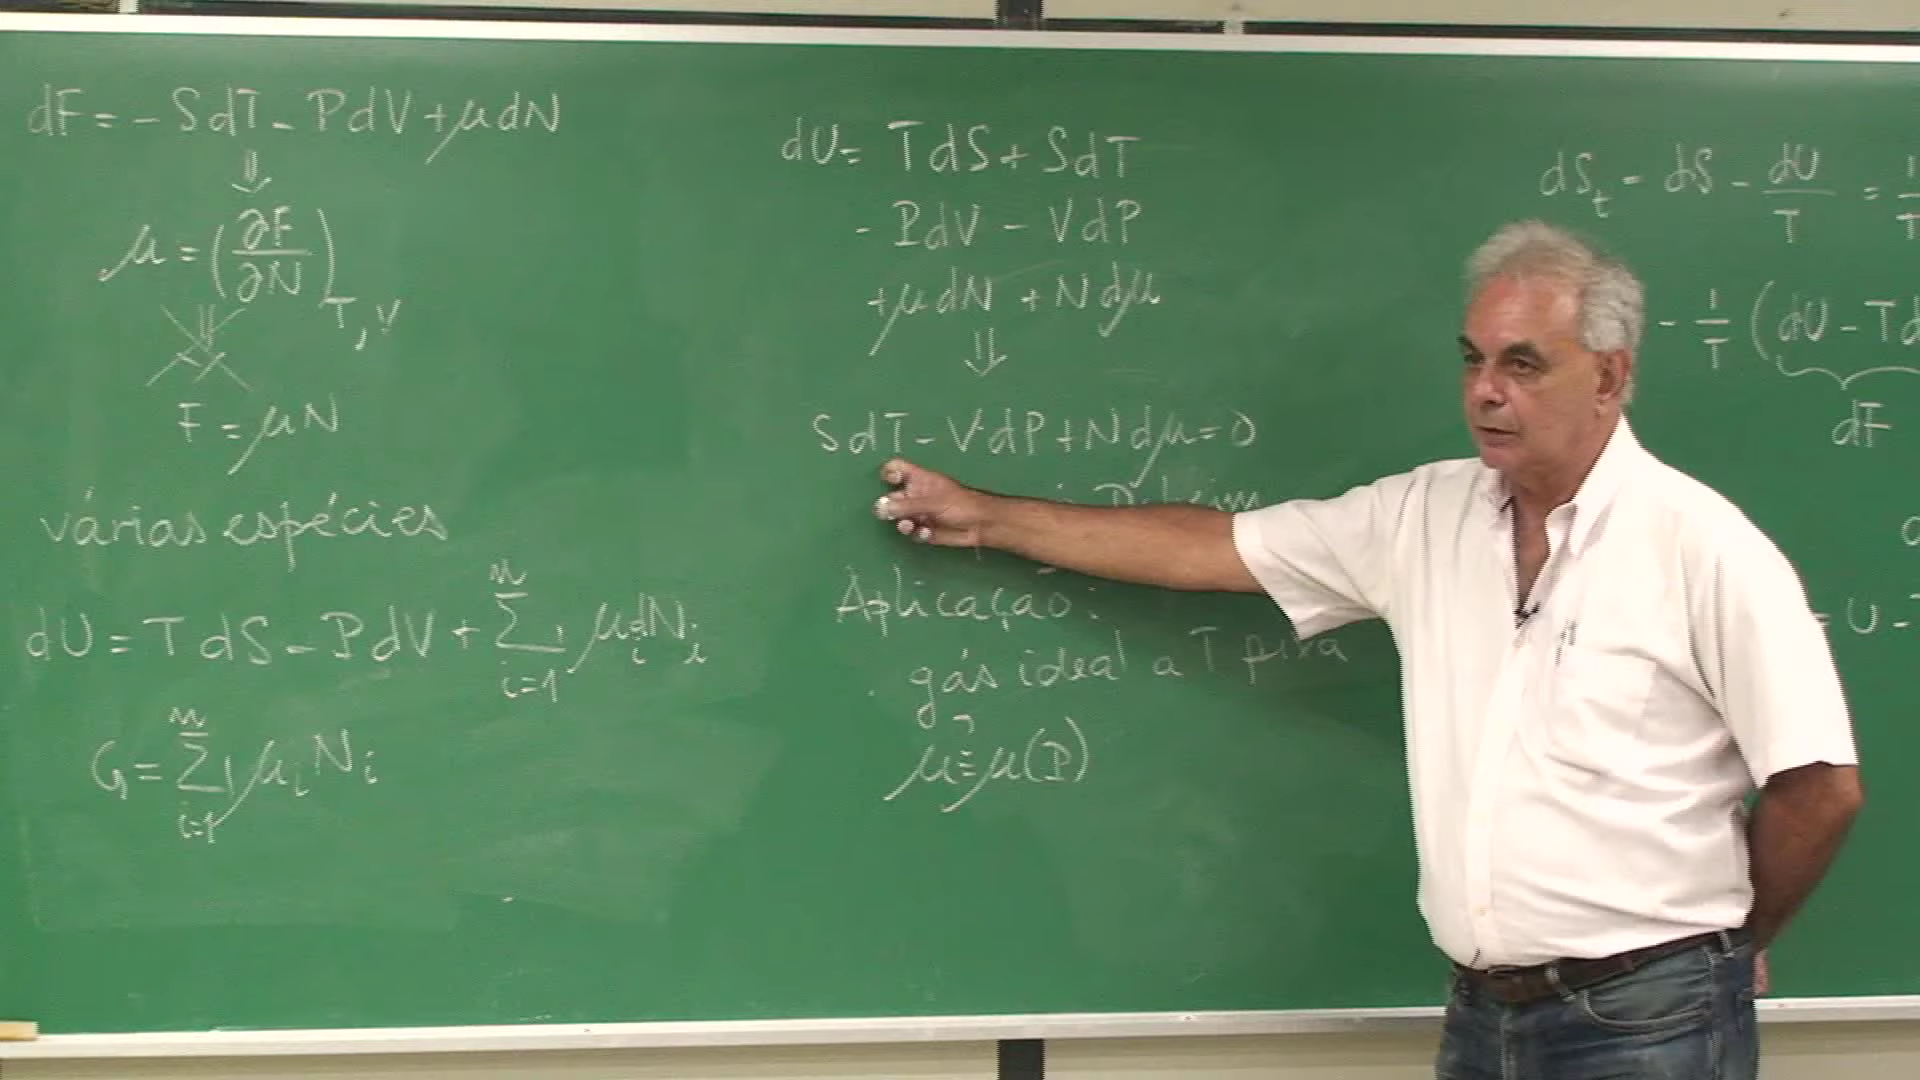 dF = - SdT - PdV + μdN
⇓
μ = (∂F/∂N)T,V
⇓
F = μN
várias espécies
dU = TdS - PdV + Σ i=1 n μi dNi
G = Σ i=1 n μi Ni
dU = TdS + SdT
- PdV - VdP
+ μdN + Ndμ
⇓
SdT - VdP + Ndμ = 0
Aplicação:
. gás ideal a T fixa
μ = μ(P)
dSt = dS - dU/T = 1/T
- 1/T (dU - Td
dF
= U -